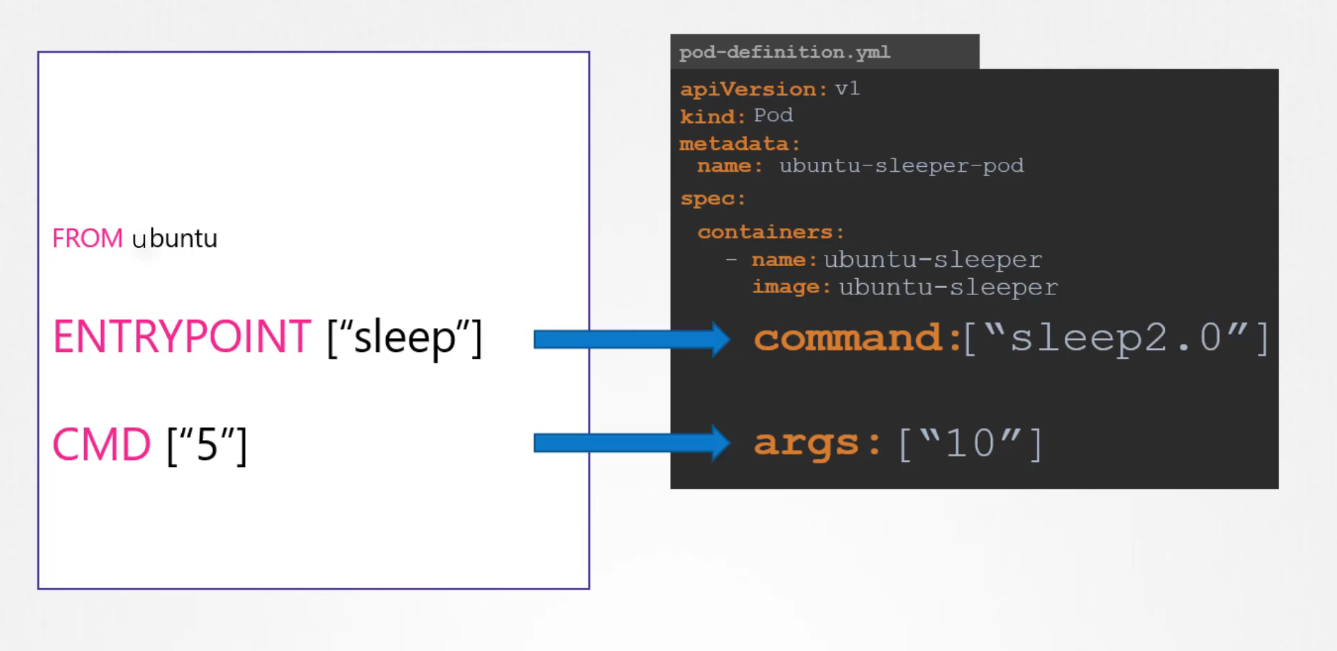 FROM ubuntu
ENTRYPOINT [“sleep”]
CMD [“5”]
pod-definition.yml
apiVersion: v1
kind: Pod
metadata:
name: ubuntu-sleeper-pod
spec:
containers:
- name: ubuntu-sleeper
image: ubuntu-sleeper
command:[“sleep2.0”]
args: [“10”]